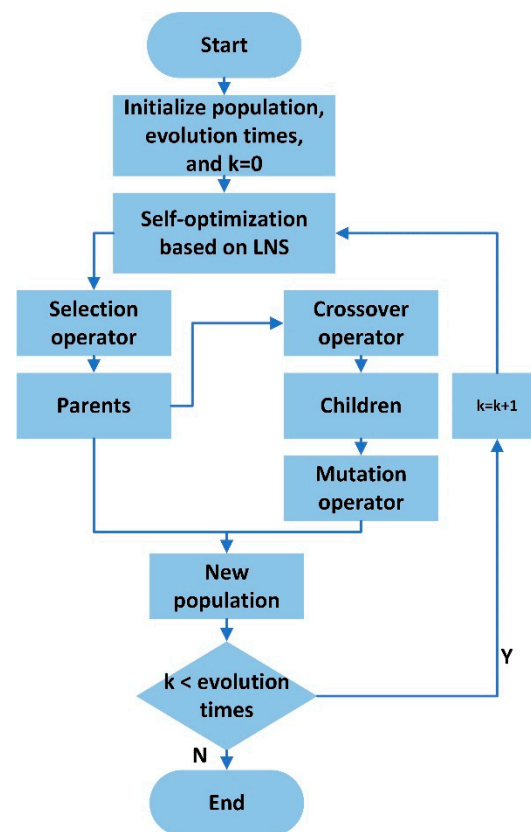 Start
Initialize population,
evolution times,
and k=0
Self-optimization
based on LNS
Selection
operator
Crossover
operator
Parents
Children
k=k+1
Mutation
operator
New
population
k < evolution
times
Y
N
End